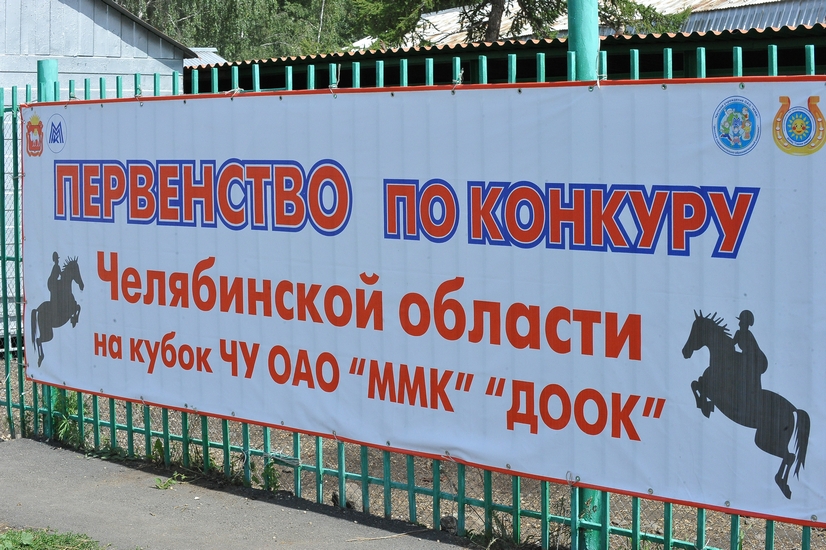 ПЕРВЕНСТВО ПО КОНКУРУ
Челябинской области
на кубок ЧУ ОАО "ММК" "ДООК"